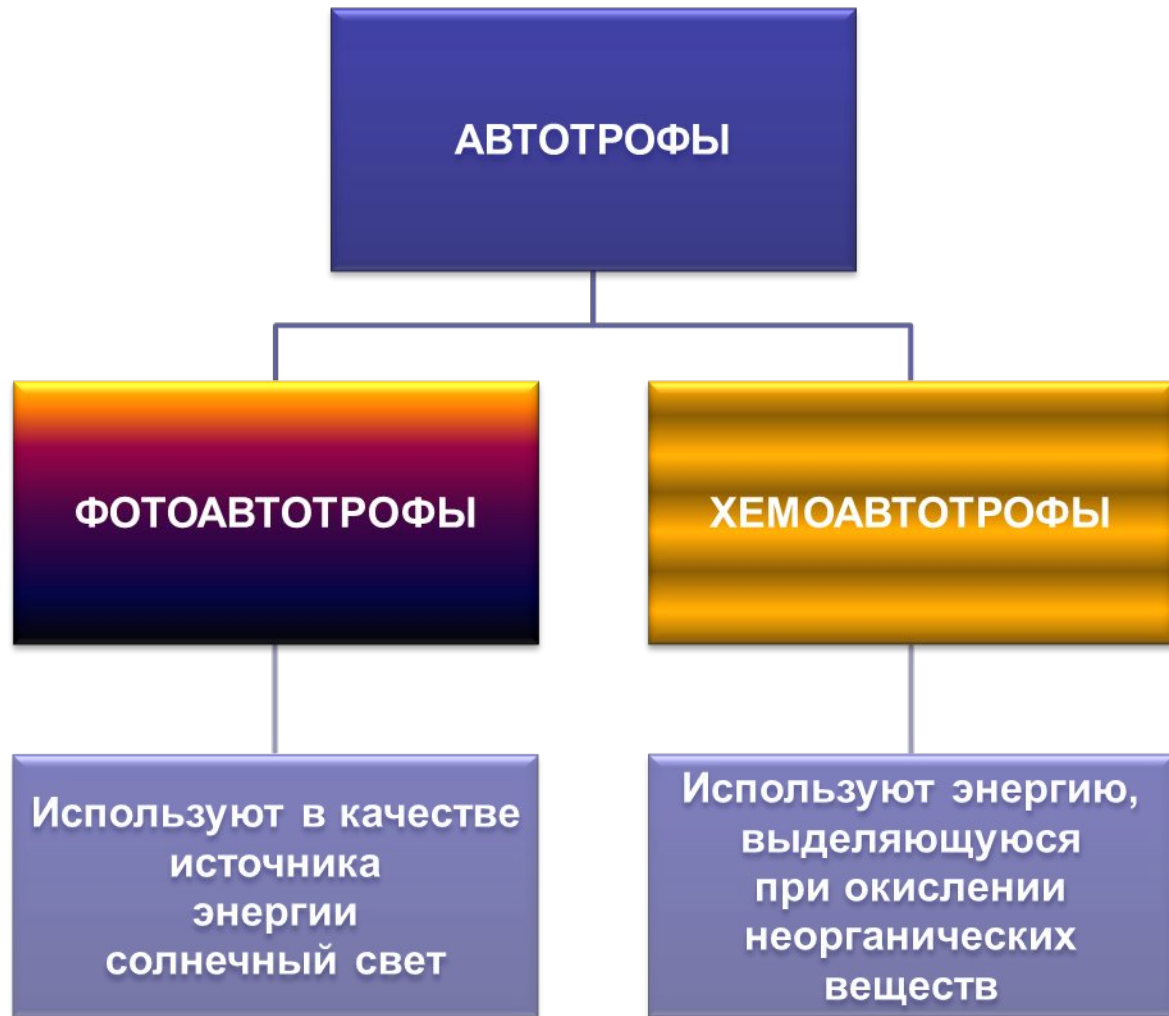 АВТОТРОФЫ
ФОТОАВТОТРОФЫ
ХЕМОАВТОТРОФЫ
Используют в качестве
источника
энергии
солнечный свет
Используют энергию,
выделяющуюся
при окислении
неорганических
веществ